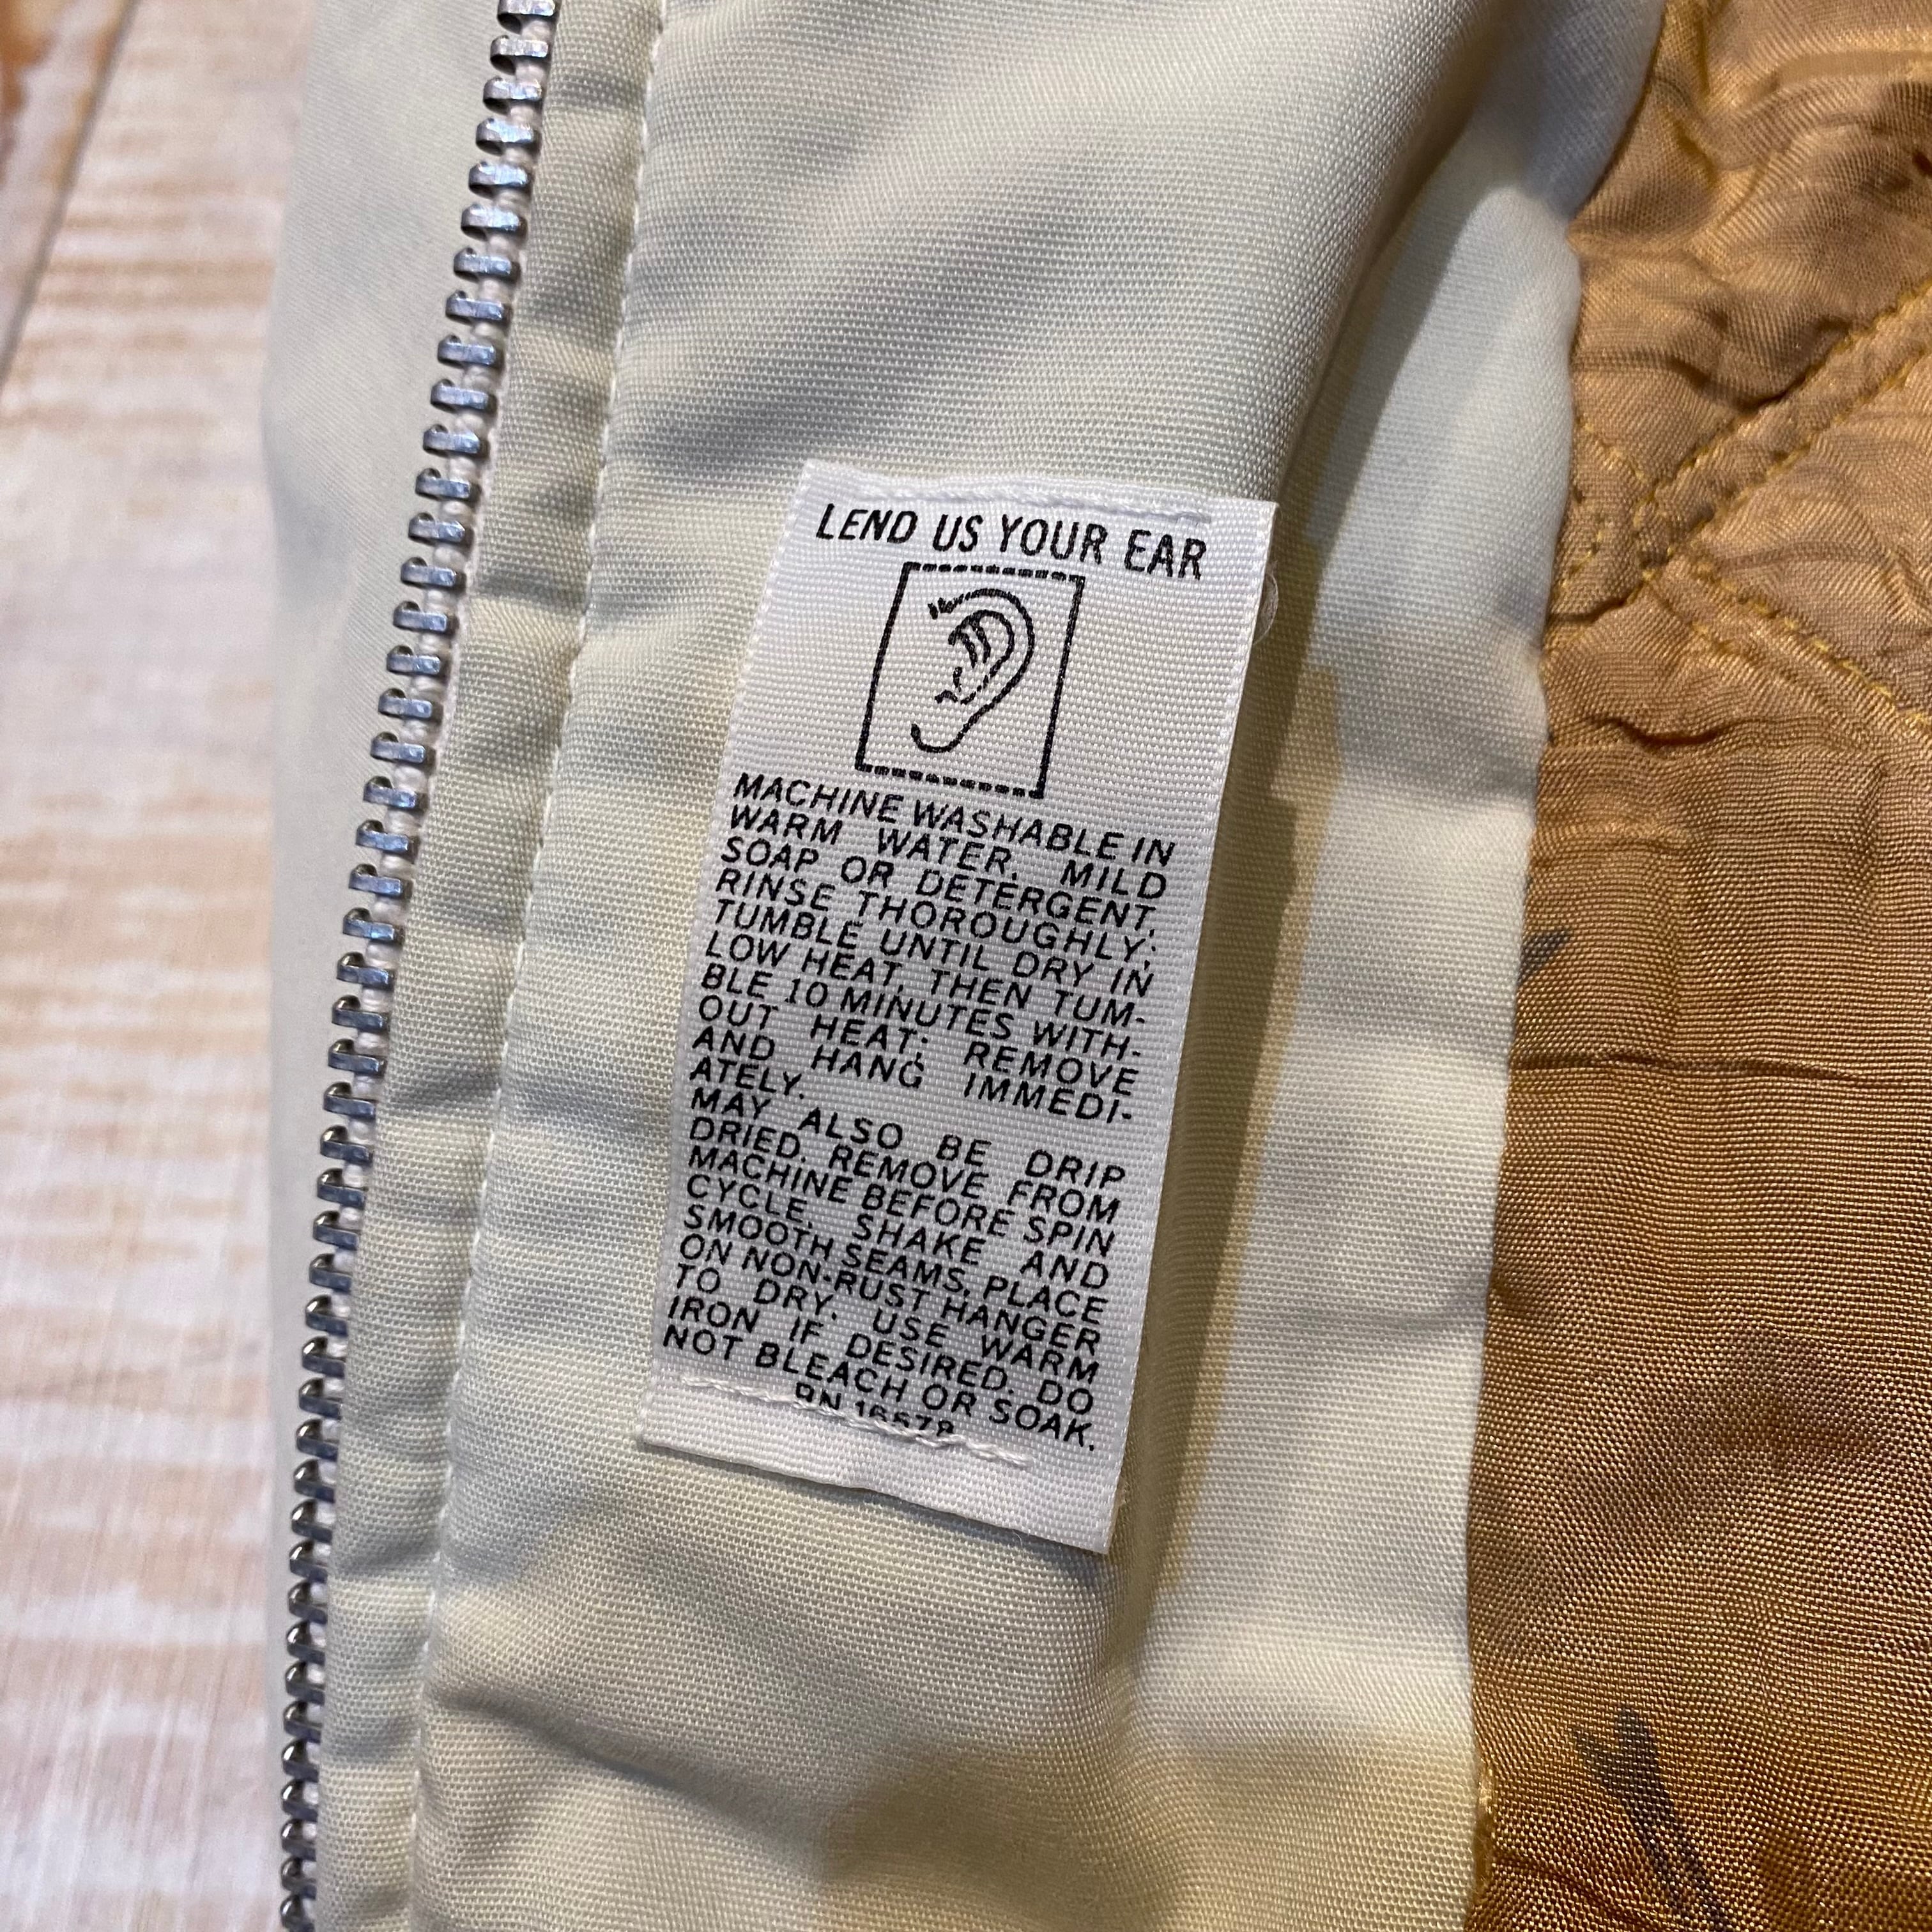 LEND US YOUR EAR
MACHINE WASHABLE IN
WARM WATER, MILD
SOAP OR DETERGENT,
RINSE THOROUGHLY;
TUMBLE UNTIL DRY IN
LOW HEAT, THEN TUM-
BLE 10 MINUTES WITH-
OUT HEAT; REMOVE
AND HANG IMMEDI-
ATELY.
MAY ALSO BE DRIP
DRIED. REMOVE FROM
MACHINE BEFORE SPIN
CYCLE, SHAKE AND
SMOOTH SEAMS, PLACE
ON NON-RUST HANGER
TO DRY. USE WARM
IRON IF DESIRED. DO
NOT BLEACH OR SOAK.
RN